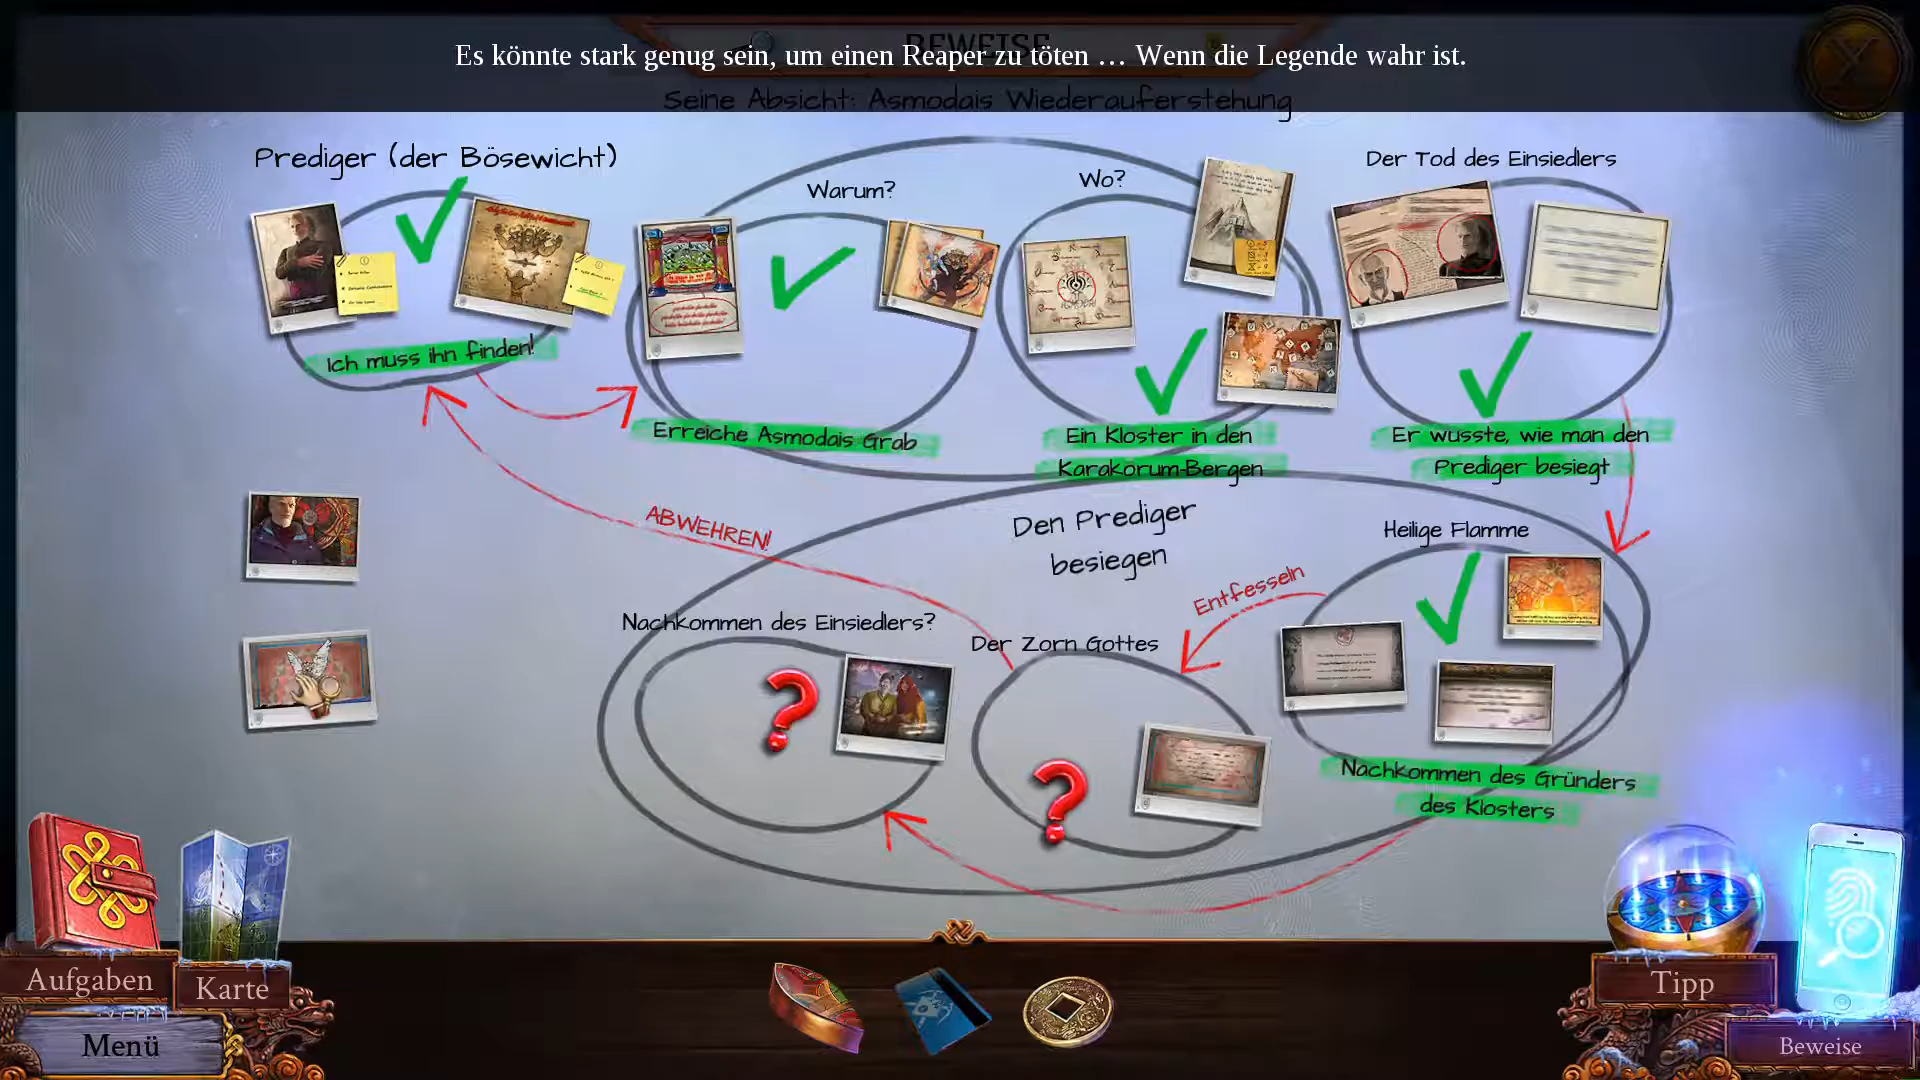 BEWEISE
Es könnte stark genug sein, um einen Reaper zu töten … Wenn die Legende wahr ist.
Seine Absicht: Asmodais Wiederauferstehung
Prediger (der Bösewicht)
Warum?
Wo?
Der Tod des Einsiedlers
Ich muss ihn finden!
Erreiche Asmodais Grab
Ein Kloster in den
Karakorum-Bergen
Er wusste, wie man den
Prediger besiegt
ABWEHREN!
Den Prediger
besiegen
Heilige Flamme
Entfesseln
Nachkommen des Einsiedlers?
Der Zorn Gottes
Nachkommen des Gründers
des Klosters
Aufgaben
Karte
Menü
Tipp
Beweise